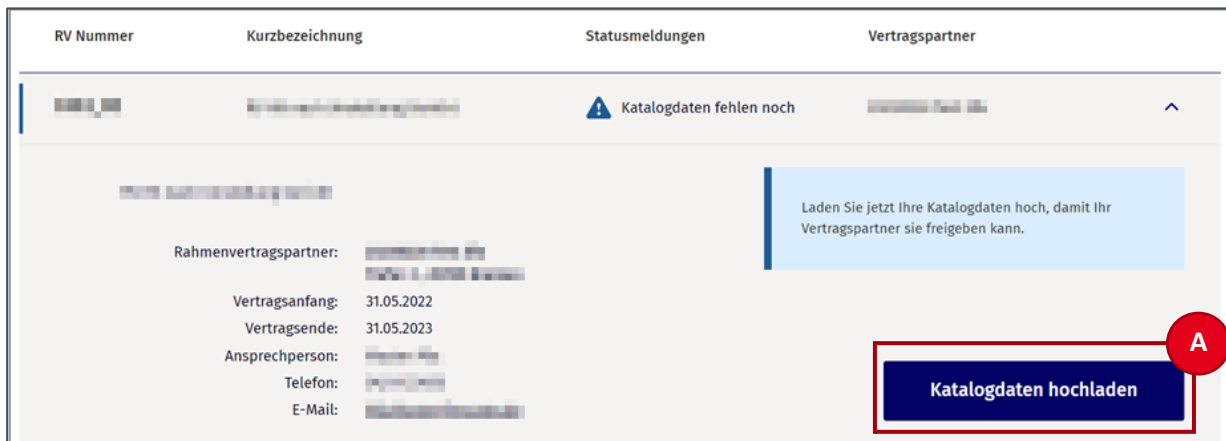 RV Nummer Kurzbezeichnung Statusmeldungen Vertragspartner
Katalogdaten fehlen noch
Laden Sie jetzt Ihre Katalogdaten hoch, damit Ihr
Vertragspartner sie freigeben kann.
Rahmenvertragspartner:
Vertragsanfang: 31.05.2022
Vertragsende: 31.05.2023
Ansprechperson:
Telefon:
E-Mail:
A
Katalogdaten hochladen